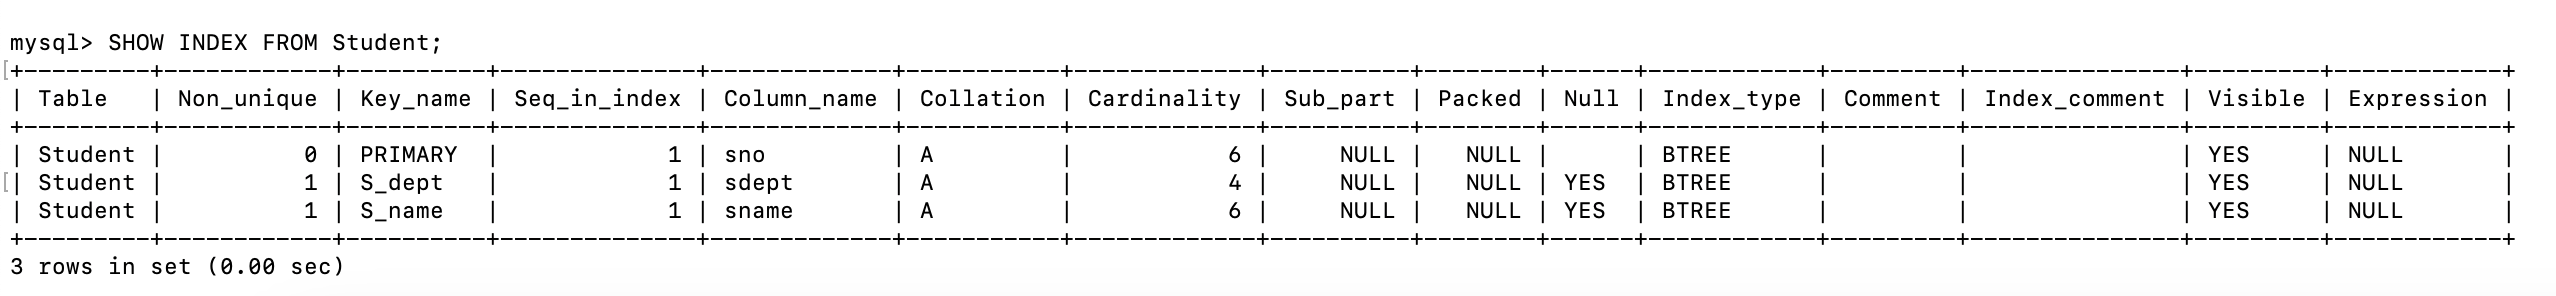 mysql> SHOW INDEX FROM Student;
+----------+------------+----------+--------------+-------------+-----------+-------------+----------+--------+------+------------+---------+---------------+---------+------------+
| Table   | Non_unique | Key_name | Seq_in_index | Column_name | Collation | Cardinality | Sub_part | Packed | Null | Index_type | Comment | Index_comment | Visible | Expression |
+----------+------------+----------+--------------+-------------+-----------+-------------+----------+--------+------+------------+---------+---------------+---------+------------+
| Student |          0 | PRIMARY  |            1 | sno         | A         |           6 |     NULL |   NULL |      | BTREE      |         |               | YES     | NULL       |
| Student |          1 | S_dept   |            1 | sdept       | A         |           4 |     NULL |   NULL | YES  | BTREE      |         |               | YES     | NULL       |
| Student |          1 | S_name   |            1 | sname       | A         |           6 |     NULL |   NULL | YES  | BTREE      |         |               | YES     | NULL       |
+----------+------------+----------+--------------+-------------+-----------+-------------+----------+--------+------+------------+---------+---------------+---------+------------+
3 rows in set (0.00 sec)